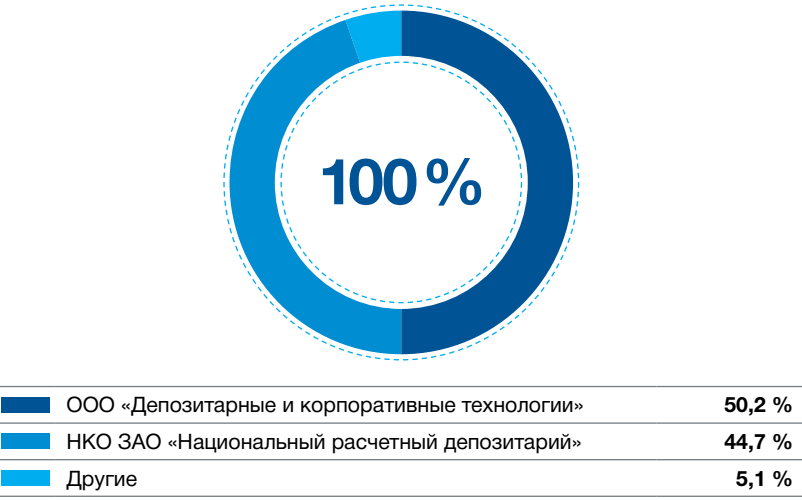 100 %
ООО «Депозитарные и корпоративные технологии» 50,2 %
НКО ЗАО «Национальный расчетный депозитарий» 44,7 %
Другие 5,1 %